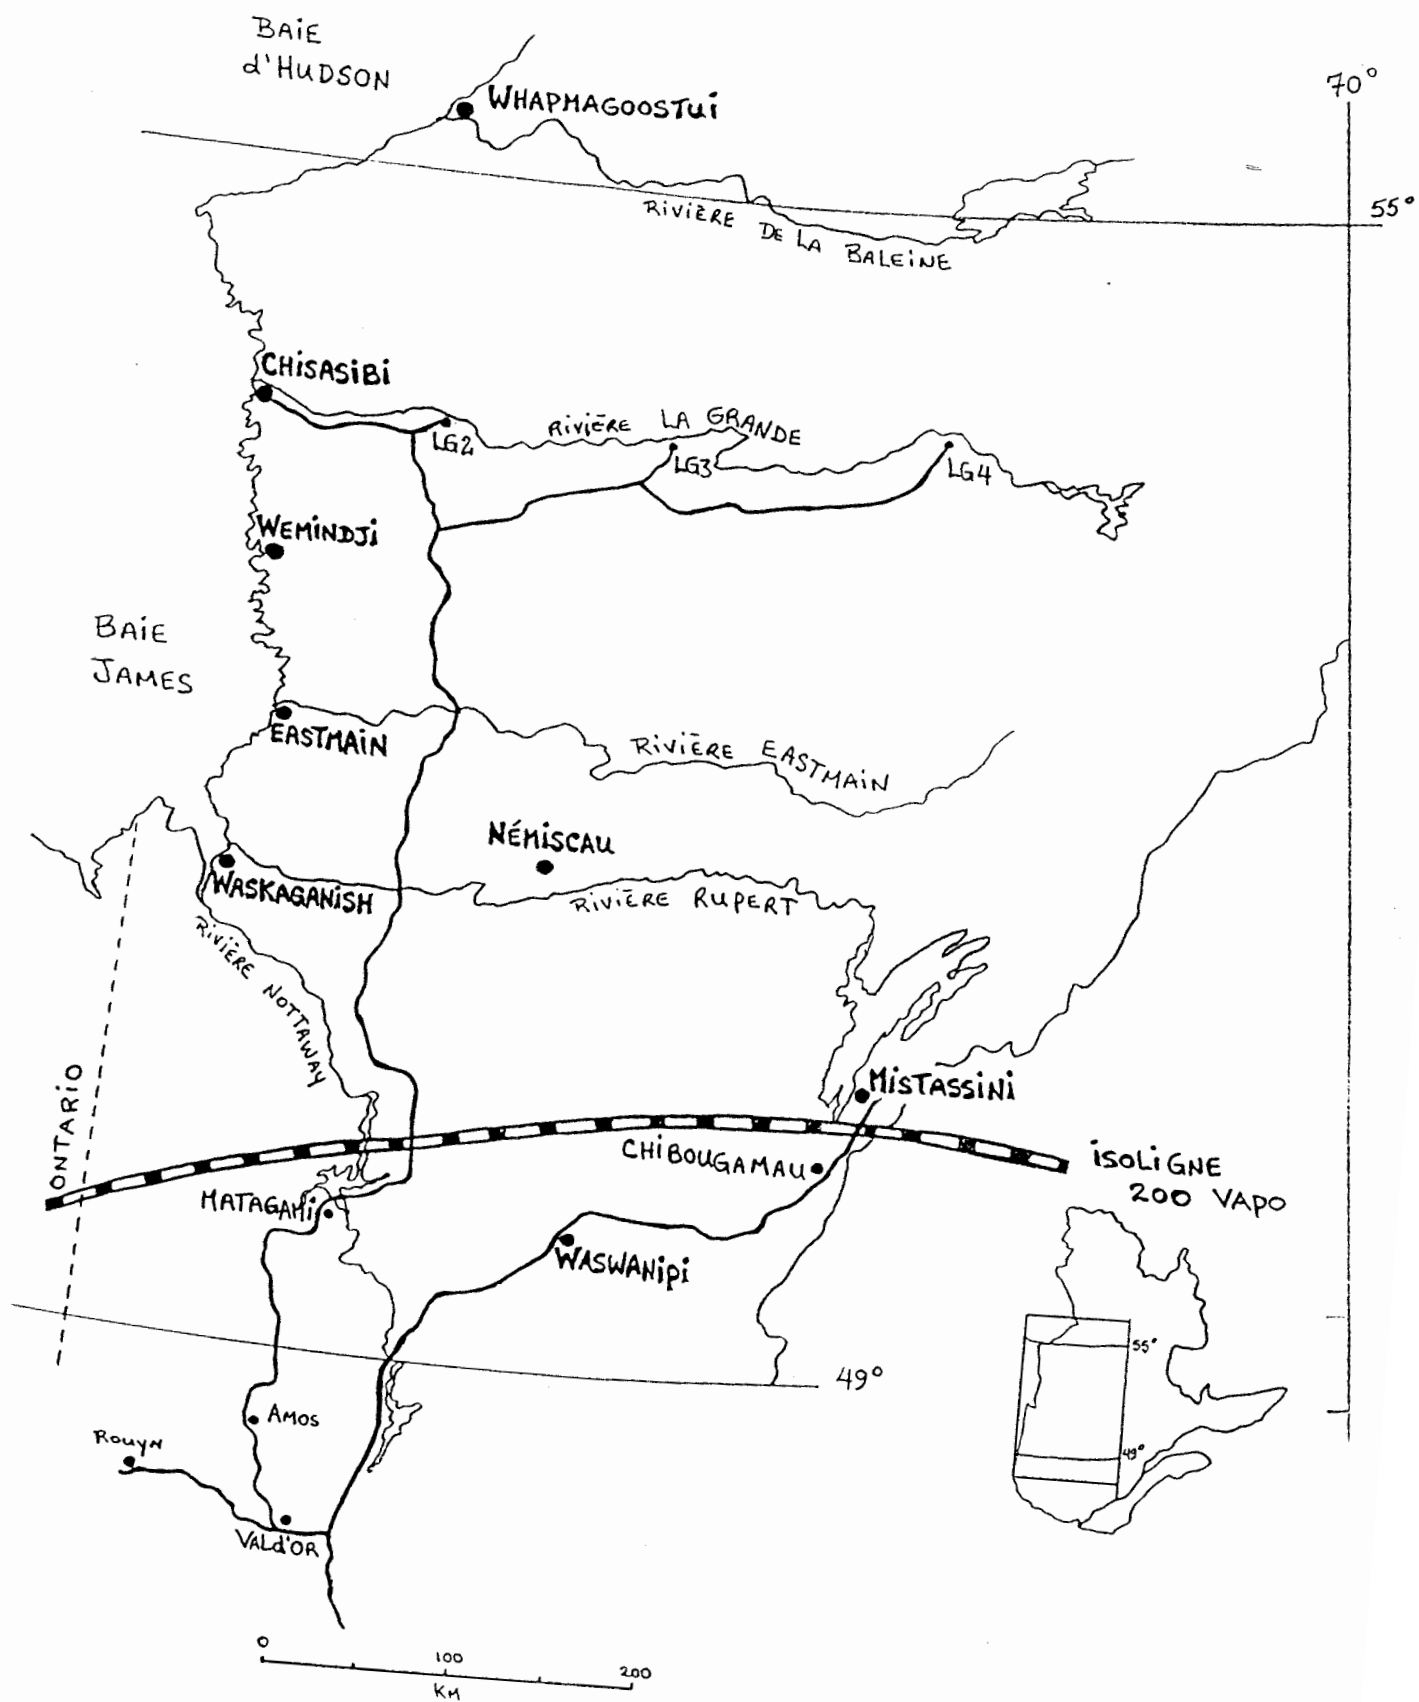 BAIE
d'HUDSON
70°
WHAPMAGOOSTUI
55°
RIVIÈRE DE LA BALEINE
CHISASIBI
RIVIÈRE LA GRANDE
LG2
LG3
LG4
WEMINDJI
BAIE
JAMES
EASTMAIN
RIVIÈRE EASTMAIN
NÉMISCAU
WASKAGANISH
RIVIÈRE RUPERT
RIVIÈRE NOTTAWAY
ONTARIO
MISTASSINI
CHIBOUGAMAU
ISOLIGNE
200 VAPO
MATAGAMI
WASWANIPI
55°
49°
AMOS
ROUYN
49°
VAL d'OR
0
100
200
KM